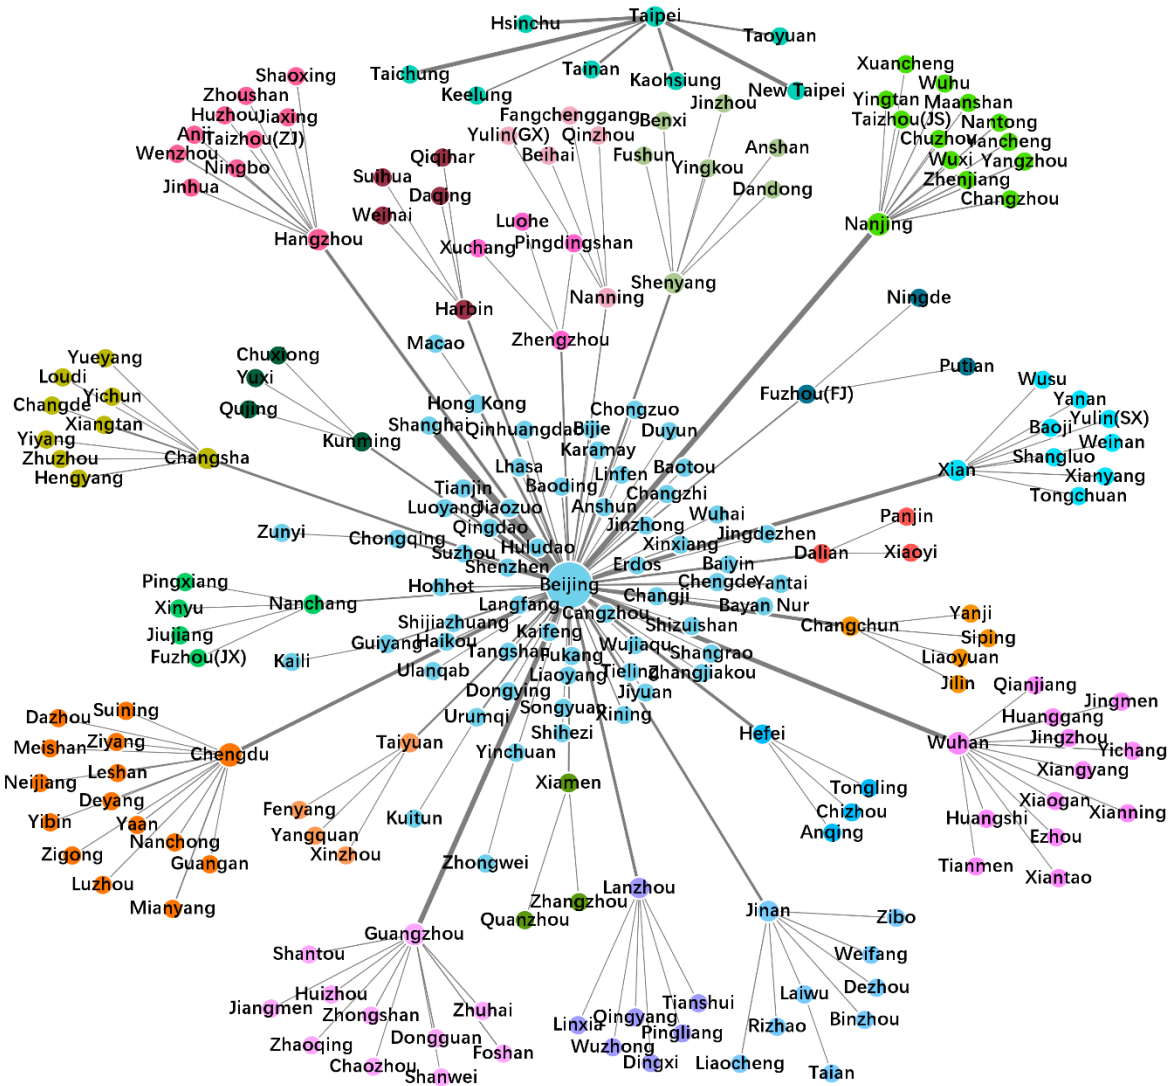 Taipei
Hsinchu
Taoyuan
Taichung
Tainan
Kaohsiung
Keelung
New Taipei
Shaoxing
Zhoushan
Huzhou
Jiaxing
Anji
Taizhou(ZJ)
Wenzhou
Ningbo
Jinhua
Hangzhou
Qiqihar
Suihua
Daqing
Weihai
Harbin
Fangchenggang
Yulin(GX)
Qinzhou
Beihai
Nanning
Luohe
Xuchang
Pingdingshan
Zhengzhou
Jinzhou
Benxi
Fushun
Anshan
Yingkou
Dandong
Shenyang
Xuancheng
Wuhu
Yingtan
Maanshan
Taizhou(JS)
Nantong
Chuzhou
Yancheng
Wuxi
Yangzhou
Zhenjiang
Changzhou
Nanjing
Ningde
Putian
Fuzhou(FJ)
Macao
Hong Kong
Shanghai
Qinhuangdao
Bijie
Chongzuo
Duyun
Karamay
Lhasa
Linfen
Baotou
Tianjin
Baoding
Changzhi
Luoyang
Jiaozuo
Anshun
Wuhai
Qingdao
Jinzhong
Jingdezhen
Chongqing
Zunyi
Suzhou
Huludao
Xinxiang
Shenzhen
Erdos
Baiyin
Beijing
Hohhot
Chengde
Yantai
Langfang
Cangzhou
Changji
Bayan Nur
Shijiazhuang
Kaifeng
Shizuishan
Guiyang
Haikou
Kaili
Tangshan
Fukang
Wujiaqu
Shangrao
Ulanqab
Liaoyang
Tieling
Zhangjiakou
Dongying
Jiyuan
Urumqi
Songyuan
Xining
Yinchuan
Shihezi
Kuitun
Zhongwei
Chuxiong
Yuxi
Qujing
Kunming
Yueyang
Loudi
Yichun
Changde
Xiangtan
Yiyang
Zhuzhou
Hengyang
Changsha
Wusu
Yanan
Yulin(SX)
Baoji
Weinan
Shangluo
Xianyang
Tongchuan
Xian
Panjin
Dalian
Xiaoyi
Pingxiang
Nanchang
Xinyu
Jiujiang
Fuzhou(JX)
Yanji
Changchun
Siping
Liaoyuan
Jilin
Qianjiang
Jingmen
Huanggang
Jingzhou
Wuhan
Yichang
Xiangyang
Xiaogan
Xianning
Huangshi
Ezhou
Tianmen
Xiantao
Suining
Dazhou
Ziyang
Meishan
Chengdu
Leshan
Neijiang
Deyang
Yibin
Yaan
Nanchong
Zigong
Guangan
Luzhou
Mianyang
Taiyuan
Fenyang
Yangquan
Xinzhou
Hefei
Tongling
Chizhou
Anqing
Xiamen
Zhangzhou
Quanzhou
Guangzhou
Shantou
Huizhou
Jiangmen
Zhongshan
Zhuhai
Zhaoqing
Dongguan
Foshan
Chaozhou
Shanwei
Lanzhou
Tianshui
Linxia
Qingyang
Pingliang
Wuzhong
Dingxi
Jinan
Zibo
Weifang
Dezhou
Laiwu
Binzhou
Rizhao
Liaocheng
Taian